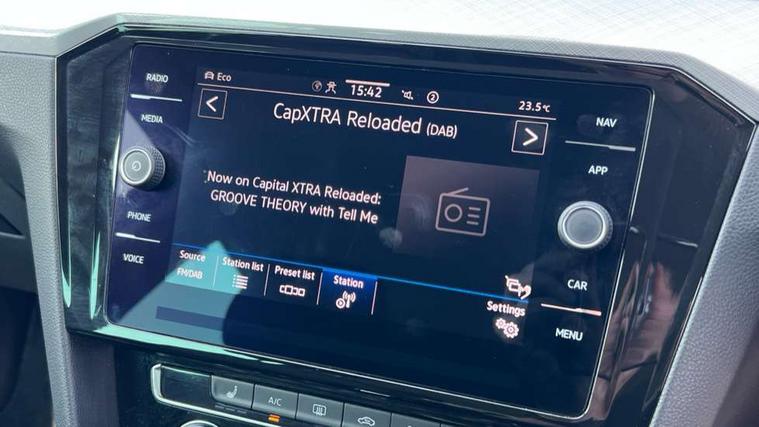 RADIO
MEDIA
PHONE
VOICE
Eco
15:42
2
23.5°C
CapXTRA Reloaded (DAB)
Now on Capital XTRA Reloaded:
GROOVE THEORY with Tell Me
Source
FM/DAB
Station list
Preset list
Station
Settings
NAV
APP
CAR
MENU
A/C